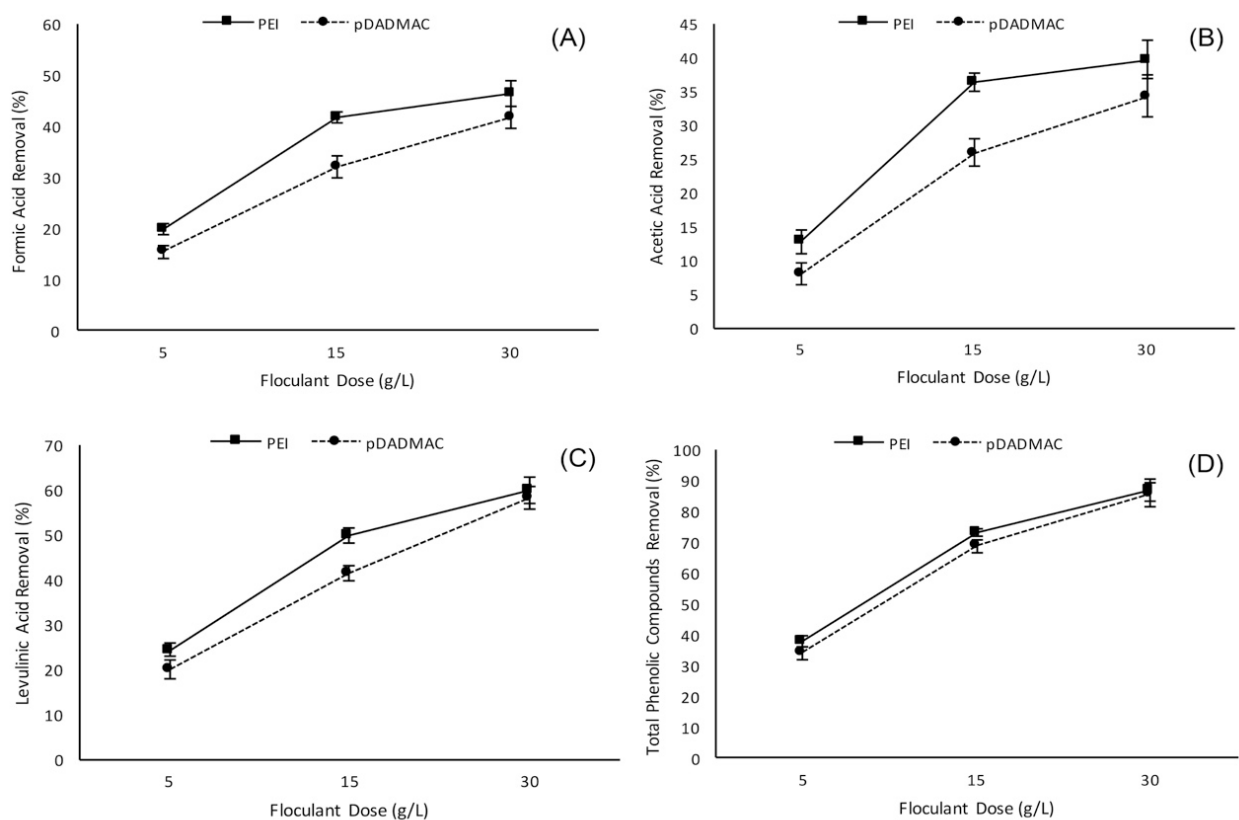 PEI
pDADMAC
(A)
Formic Acid Removal (%)
60
50
40
30
20
10
0
5 15 30
Floculant Dose (g/L)
PEI
pDADMAC
(B)
Acetic Acid Removal (%)
45
40
35
30
25
20
15
10
5
0
5 15 30
Floculant Dose (g/L)
PEI
pDADMAC
(C)
Levulinic Acid Removal (%)
70
60
50
40
30
20
10
0
5 15 30
Floculant Dose (g/L)
PEI
pDADMAC
(D)
Total Phenolic Compounds Removal (%)
100
90
80
70
60
50
40
30
20
10
0
5 15 30
Floculant Dose (g/L)